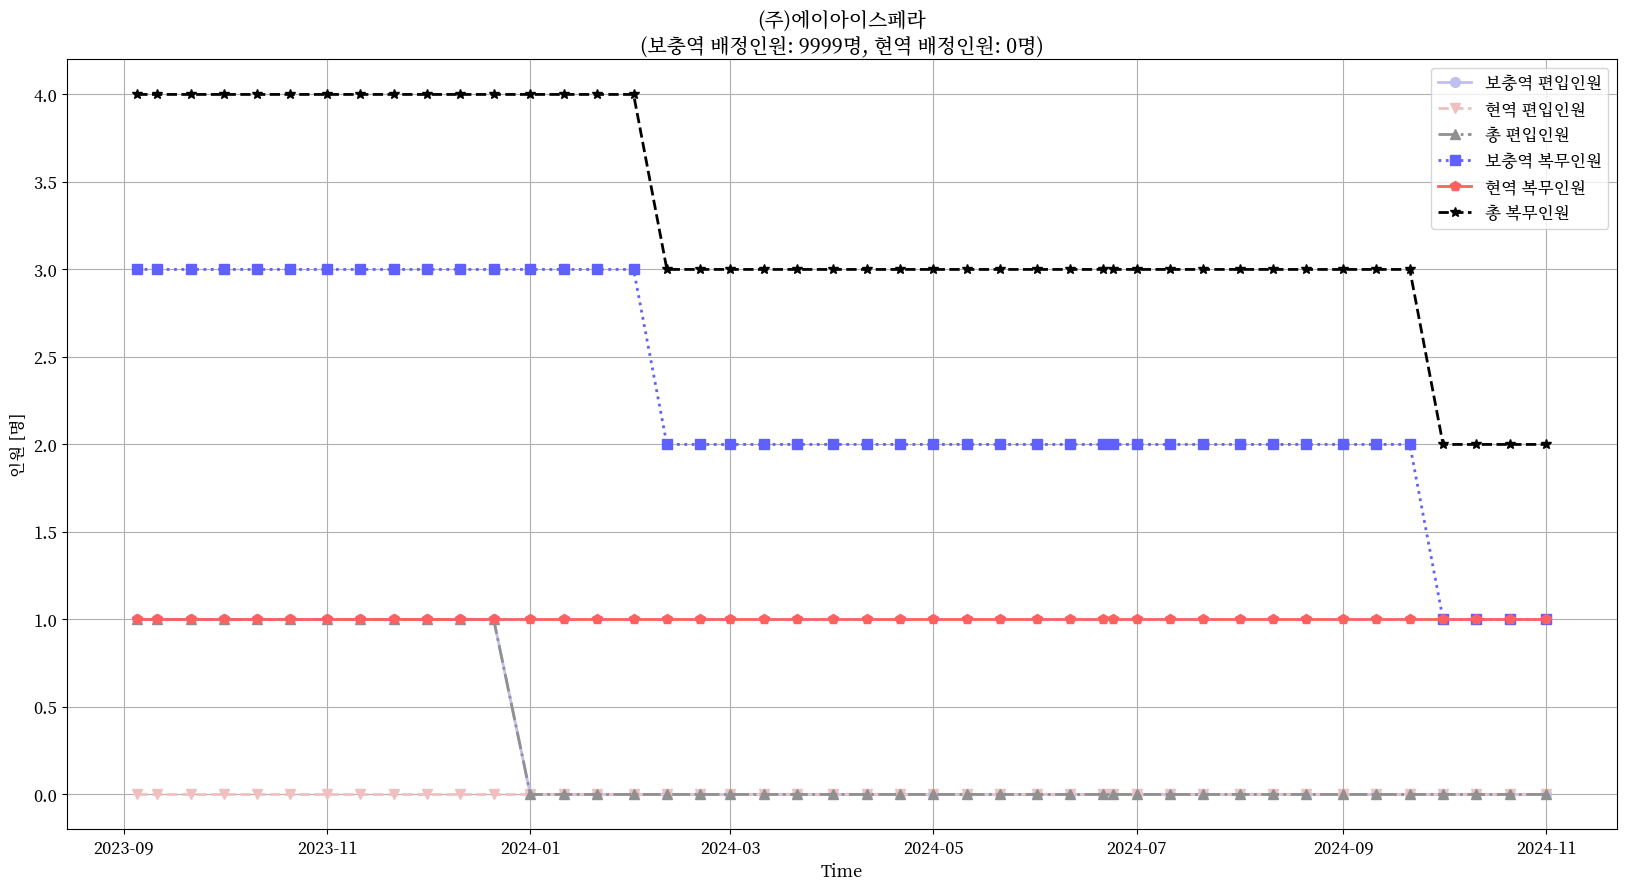 (주)에이아이스페라
(보충역 배정인원: 9999명, 현역 배정인원: 0명)
보충역 편입인원
현역 편입인원
총 편입인원
보충역 복무인원
현역 복무인원
총 복무인원
인원 [명]
4.0
3.5
3.0
2.5
2.0
1.5
1.0
0.5
0.0
2023-09 2023-11 2024-01 2024-03 2024-05 2024-07 2024-09 2024-11
Time